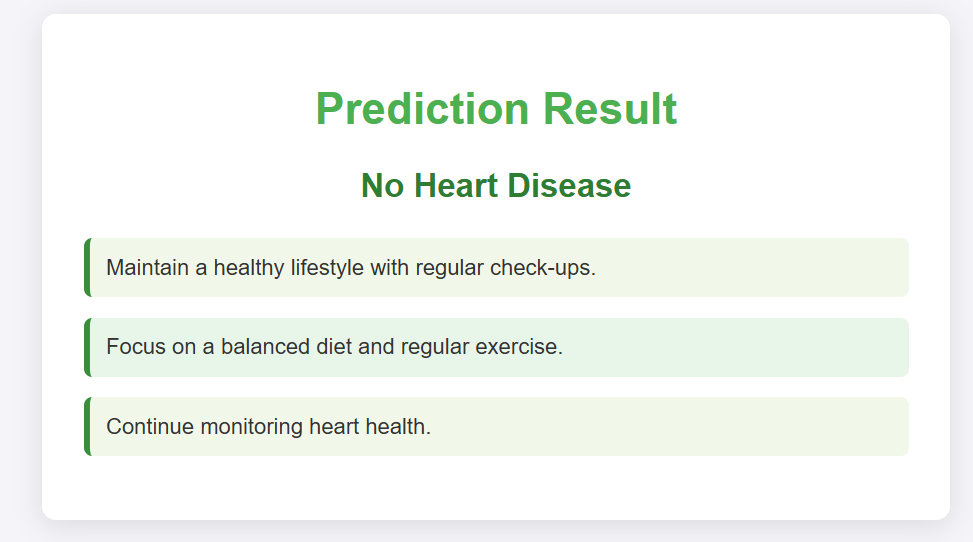 Prediction Result
No Heart Disease
Maintain a healthy lifestyle with regular check-ups.
Focus on a balanced diet and regular exercise.
Continue monitoring heart health.